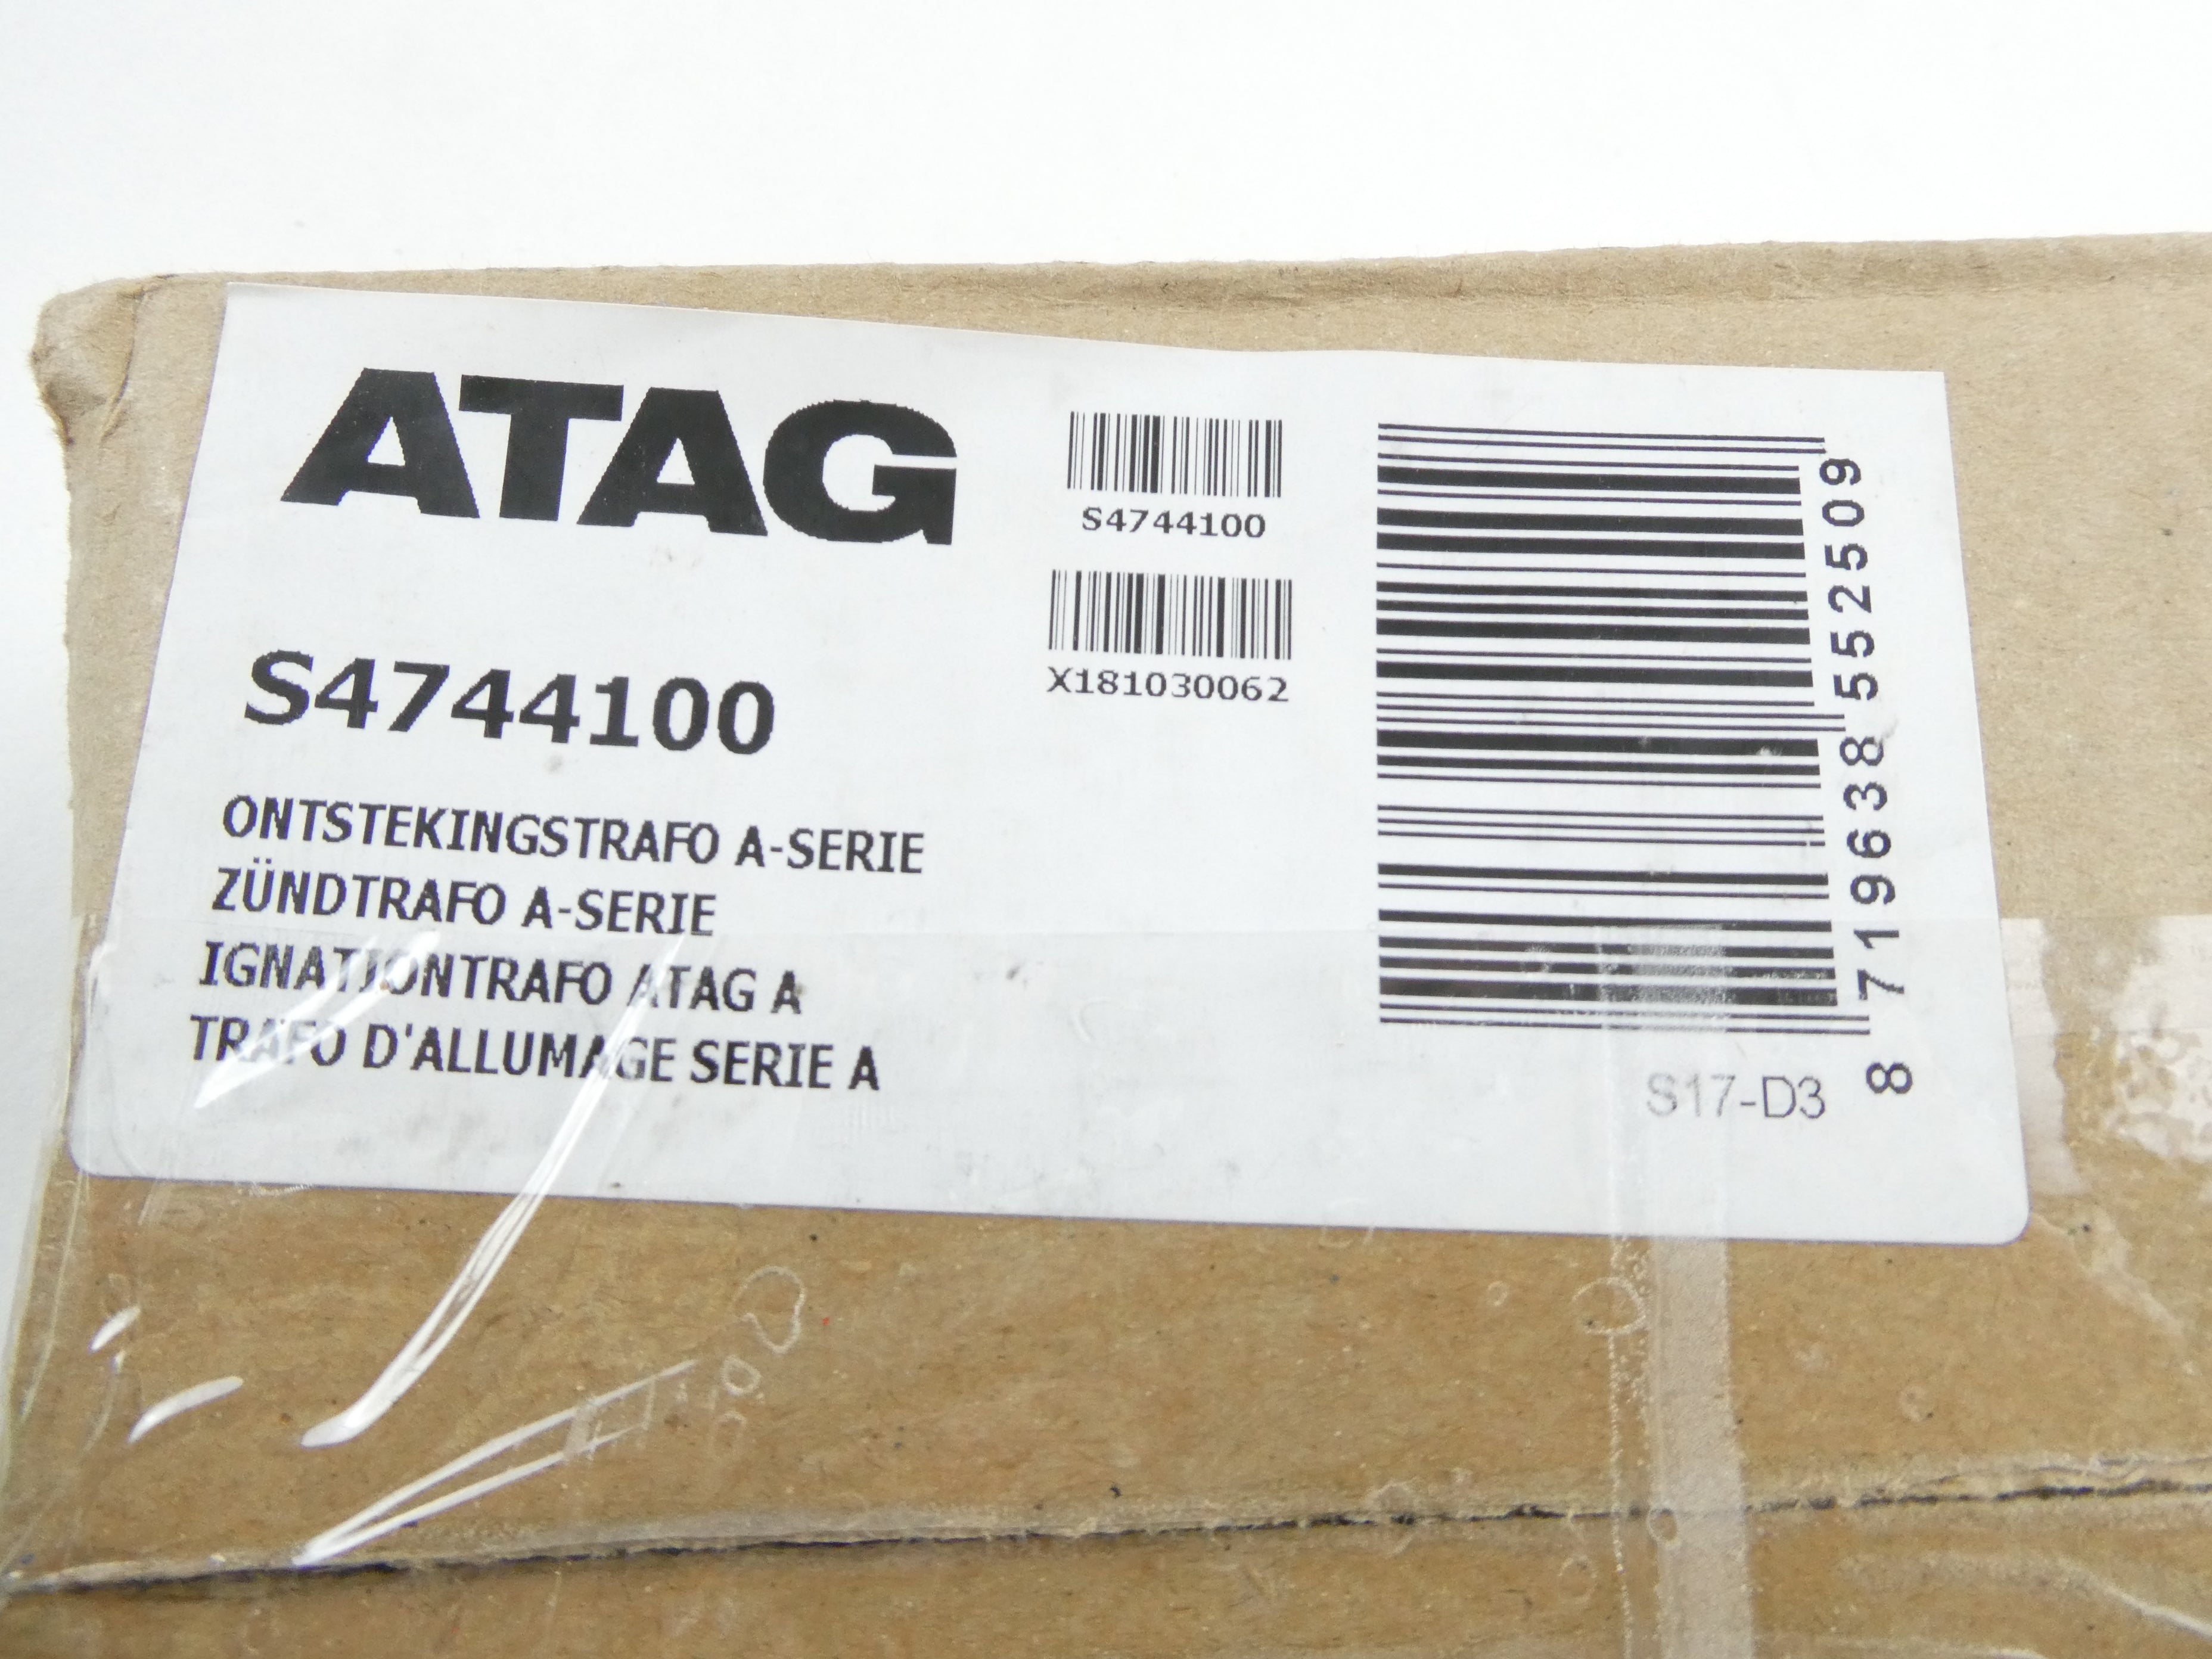 ATAG
S4744100
X181030062
S4744100
ONTSTEKINGSTRAFO A-SERIE
ZÜNDTRAFO A-SERIE
IGNATIONTRAFO ATAG A
TRAFO D'ALLUMAGE SERIE A
8 719638 552509
S17-D3